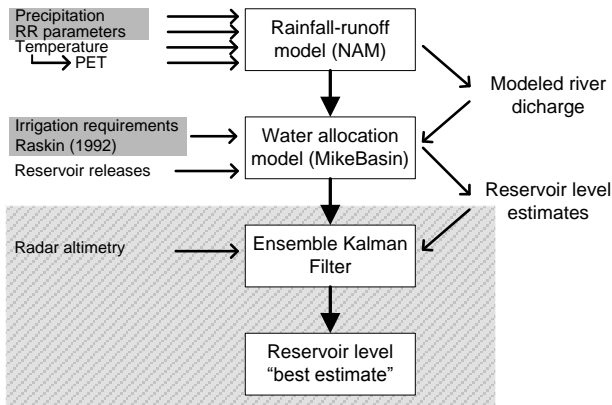 Precipitation
RR parameters
Temperature
PET
Rainfall-runoff
model (NAM)
Modeled river
dicharge
Irrigation requirements
Raskin (1992)
Reservoir releases
Water allocation
model (MikeBasin)
Reservoir level
estimates
Radar altimetry
Ensemble Kalman
Filter
Reservoir level
“best estimate”